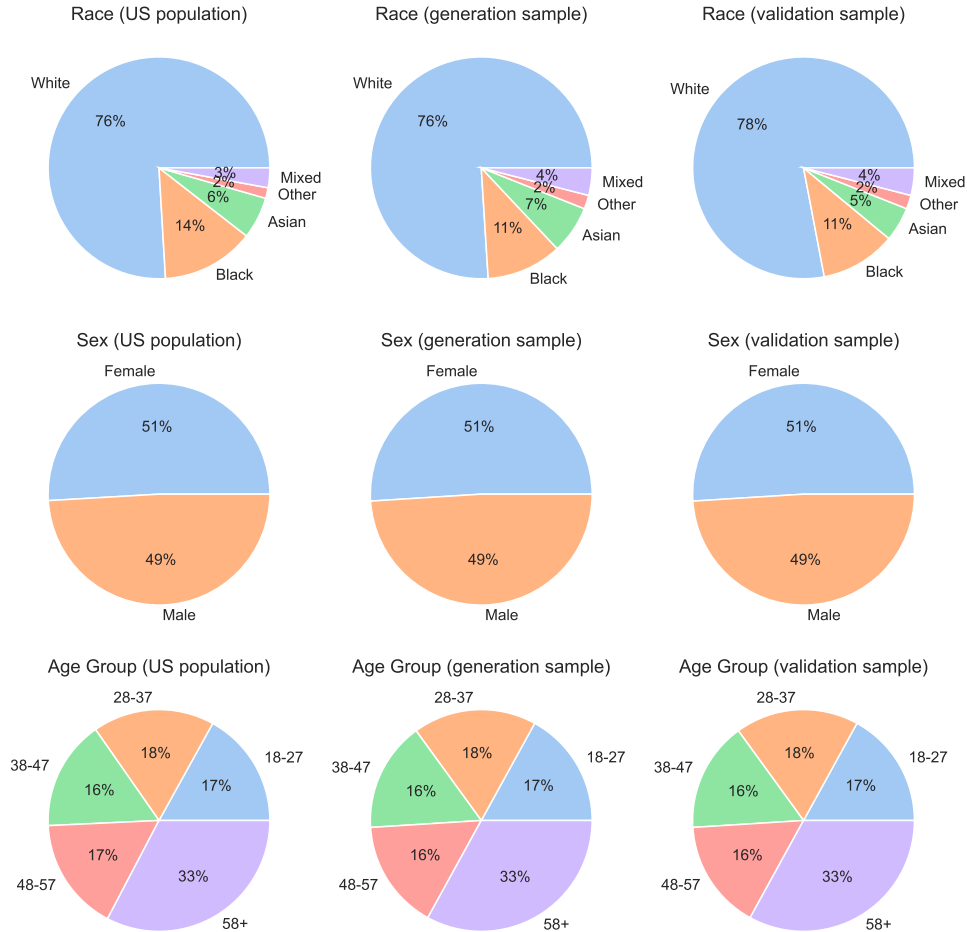 Race (US population)
White
76%
3%
2%
6%
14%
Mixed
Other
Asian
Black
Race (generation sample)
White
76%
4%
2%
7%
11%
Mixed
Other
Asian
Black
Race (validation sample)
White
78%
4%
2%
5%
11%
Mixed
Other
Asian
Black
Sex (US population)
Female
51%
49%
Male
Sex (generation sample)
Female
51%
49%
Male
Sex (validation sample)
Female
51%
49%
Male
Age Group (US population)
28-37
18-27
38-47
18%
17%
16%
17%
33%
48-57
58+
Age Group (generation sample)
28-37
18-27
38-47
18%
17%
16%
16%
33%
48-57
58+
Age Group (validation sample)
28-37
18-27
38-47
18%
17%
16%
16%
33%
48-57
58+